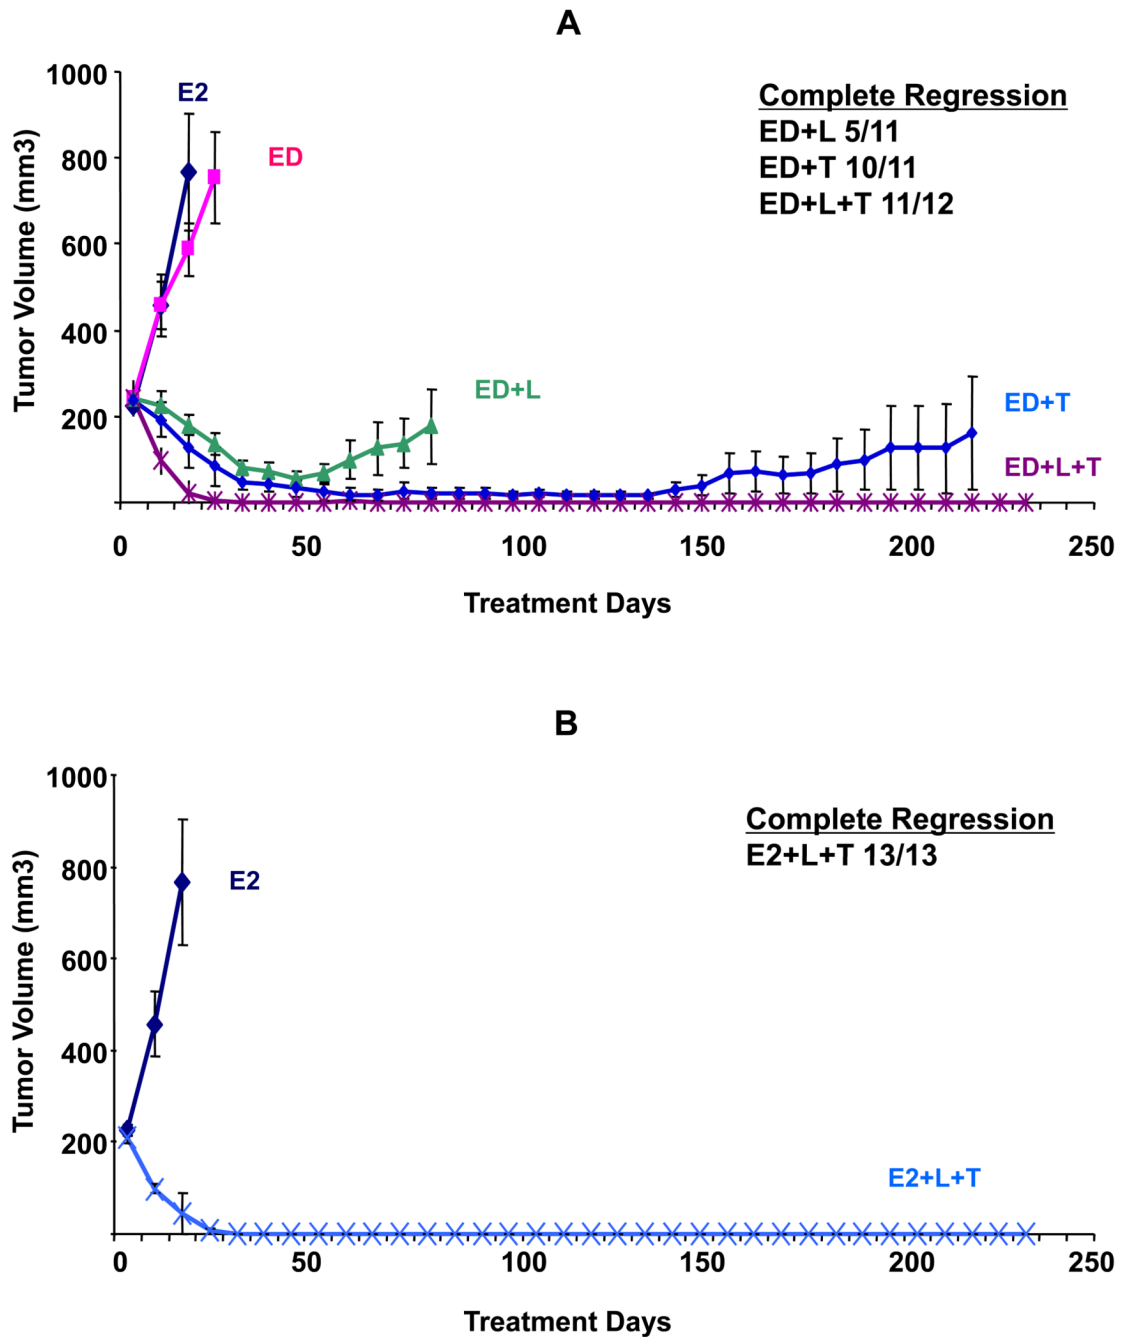 A
1000
800
600
400
200
Tumor Volume (mm3)
E2
ED
ED+L
ED+T
ED+L+T
Complete Regression
ED+L 5/11
ED+T 10/11
ED+L+T 11/12
0 50 100 150 200 250
Treatment Days
B
1000
800
600
400
200
Tumor Volume (mm3)
E2
E2+L+T
Complete Regression
E2+L+T 13/13
0 50 100 150 200 250
Treatment Days